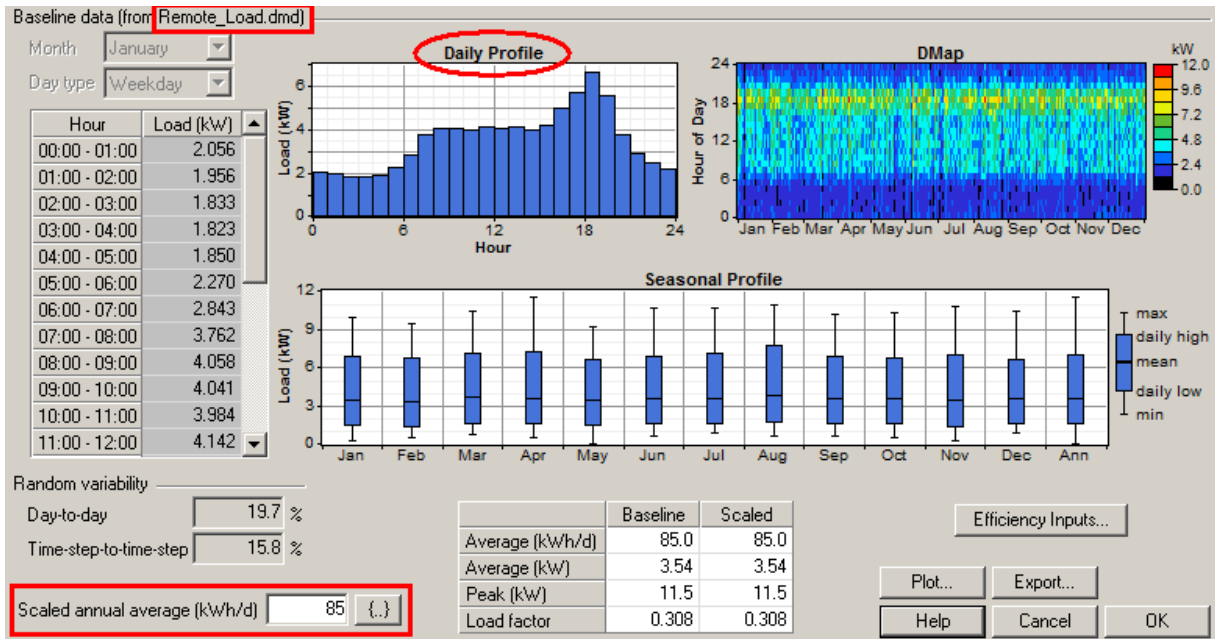 Baseline data (from Remote_Load.dmd)
Month January
Day type Weekday
Hour Load (kW)
00:00 - 01:00 2.056
01:00 - 02:00 1.956
02:00 - 03:00 1.833
03:00 - 04:00 1.823
04:00 - 05:00 1.850
05:00 - 06:00 2.270
06:00 - 07:00 2.843
07:00 - 08:00 3.762
08:00 - 09:00 4.058
09:00 - 10:00 4.041
10:00 - 11:00 3.984
11:00 - 12:00 4.142
Daily Profile
Load (kW)
6
4
2
0
0 6 12 18 24
Hour
DMap
Hour of Day
24
18
12
6
0
Jan Feb Mar Apr May Jun Jul Aug Sep Oct Nov Dec
kW
12.0
9.6
7.2
4.8
2.4
0.0
Seasonal Profile
Load (kW)
12
9
6
3
0
Jan Feb Mar Apr May Jun Jul Aug Sep Oct Nov Dec Ann
max
daily high
mean
daily low
min
Random variability
Day-to-day 19.7 %
Time-step-to-time-step 15.8 %
Scaled annual average (kWh/d) 85 {..}
Baseline Scaled
Average (kWh/d) 85.0 85.0
Average (kW) 3.54 3.54
Peak (kW) 11.5 11.5
Load factor 0.308 0.308
Efficiency Inputs...
Plot... Export...
Help Cancel OK